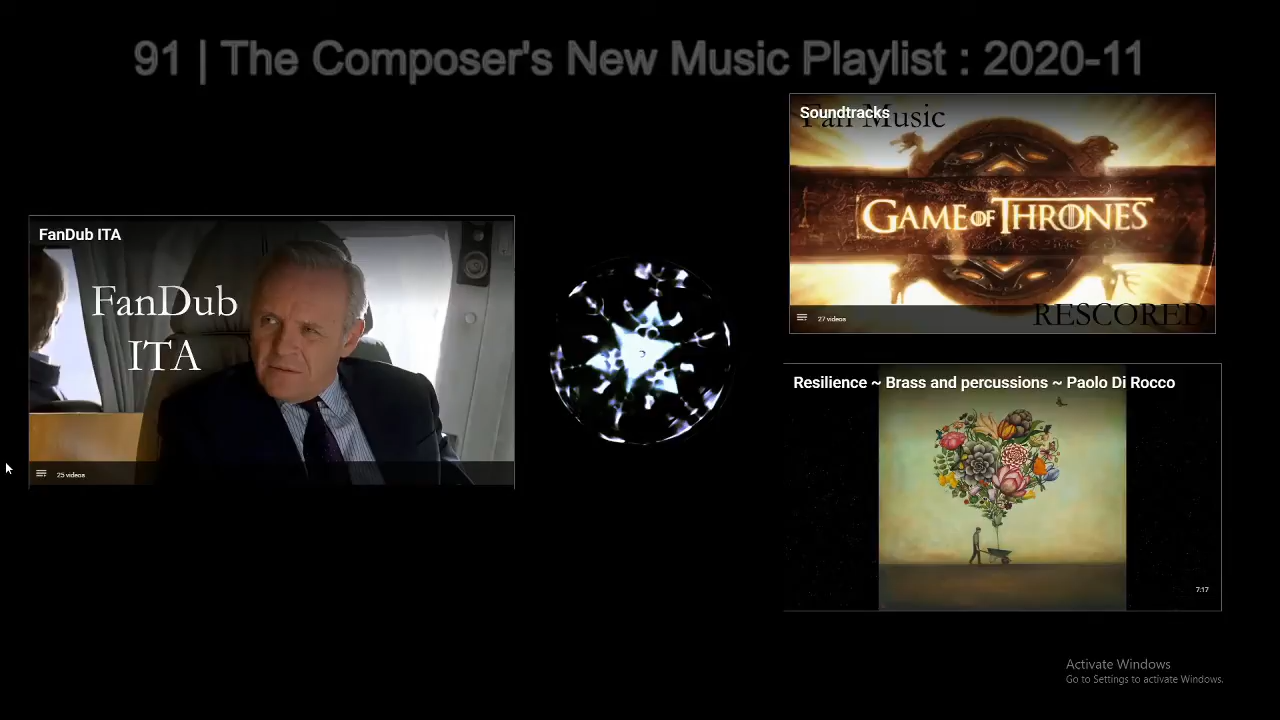 91 | The Composer's New Music Playlist : 2020-11
FanDub ITA
FanDub
ITA
25 videos
Soundtracks
Fan Music
GAME OF THRONES
RESCORED
27 videos
Resilience ~ Brass and percussions ~ Paolo Di Rocco
7:17
Activate Windows
Go to Settings to activate Windows.